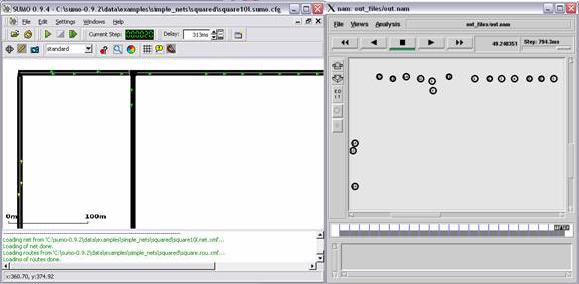 SUMO 0.9.4 - C:\sumo-0.9.2\data\examples\simple_nets\squared\square10l.sumo.cfg
File Edit Settings Windows Help
Current Step: Delay: 313ms
standard
0m 100m
Loading net from 'C:\sumo-0.9.2\data\examples\simple_nets\squared\square10l.net.xml'...
Loading of net done.
Loading routes from 'C:\sumo-0.9.2\data\examples\simple_nets\squared\square.rou.xml'...
Loading of routes done.
x:360.70, y:374.92
nam: out_files/out.nam
File Views Analysis out_files/out.nam
49.248351 Step: 794.3ms